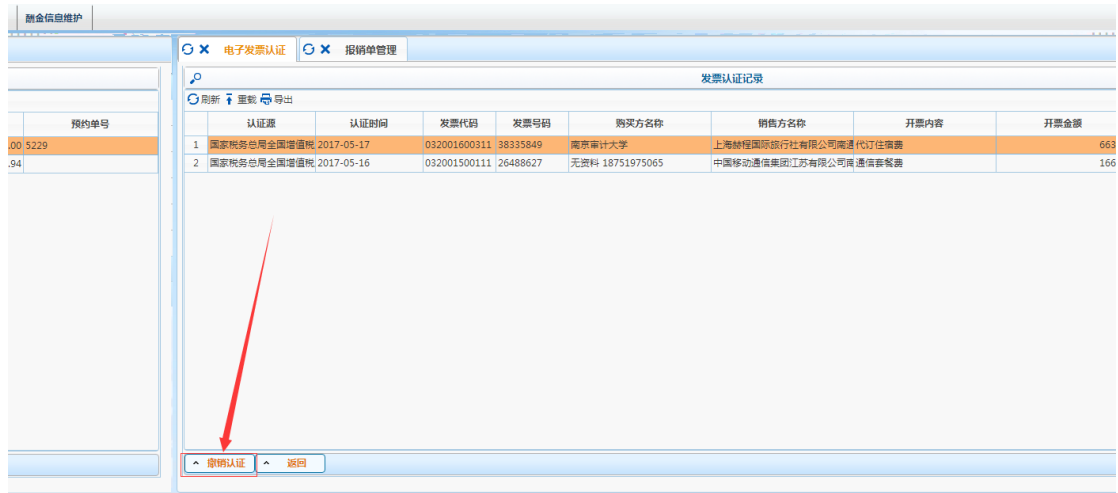 酬金信息维护
电子发票认证 报销单管理
发票认证记录
刷新 重载 导出
预约单号
认证源 认证时间 发票代码 发票号码 购买方名称 销售方名称 开票内容 开票金额
.00 5229
1 国家税务总局全国增值税 2017-05-17 032001600311 38335849 南京审计大学 上海赫程国际旅行社有限公司南通 代订住宿费 663
.94
2 国家税务总局全国增值税 2017-05-16 032001500111 26488627 无资料 18751975065 中国移动通信集团江苏有限公司南 通信套餐费 166
撤销认证 返回